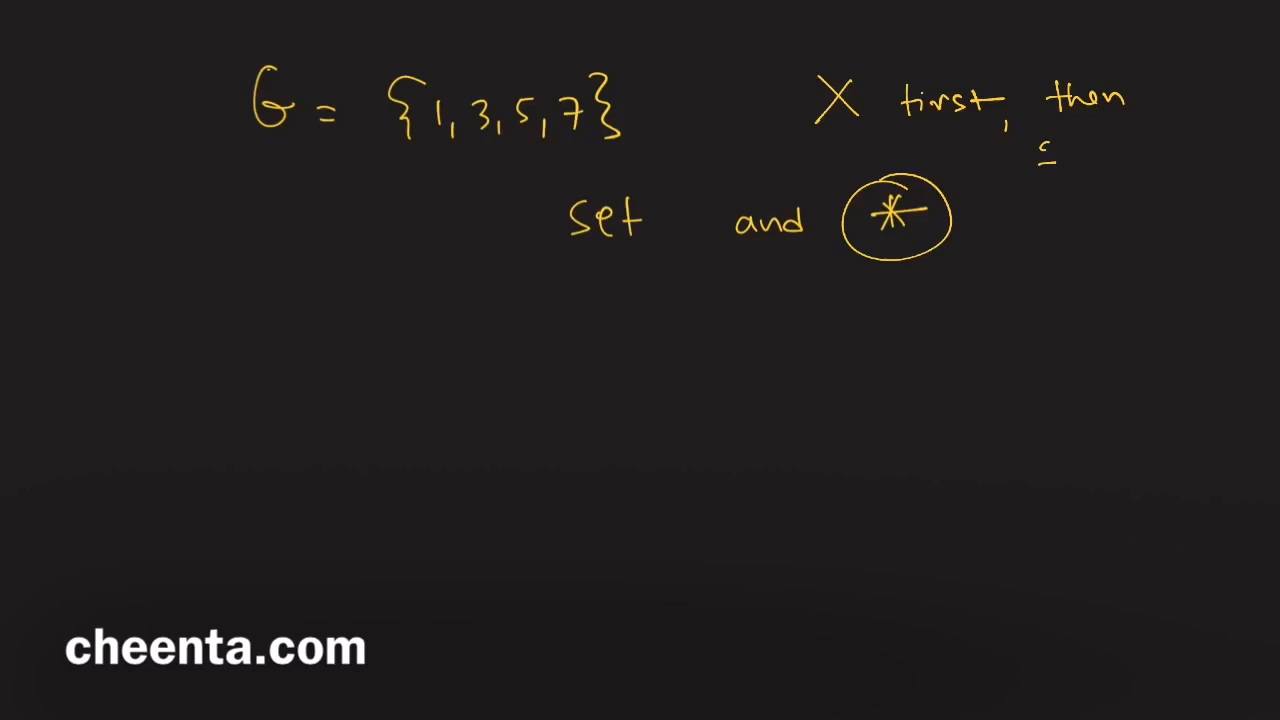 G = {1, 3, 5, 7} X first, then
set and *
cheenta.com